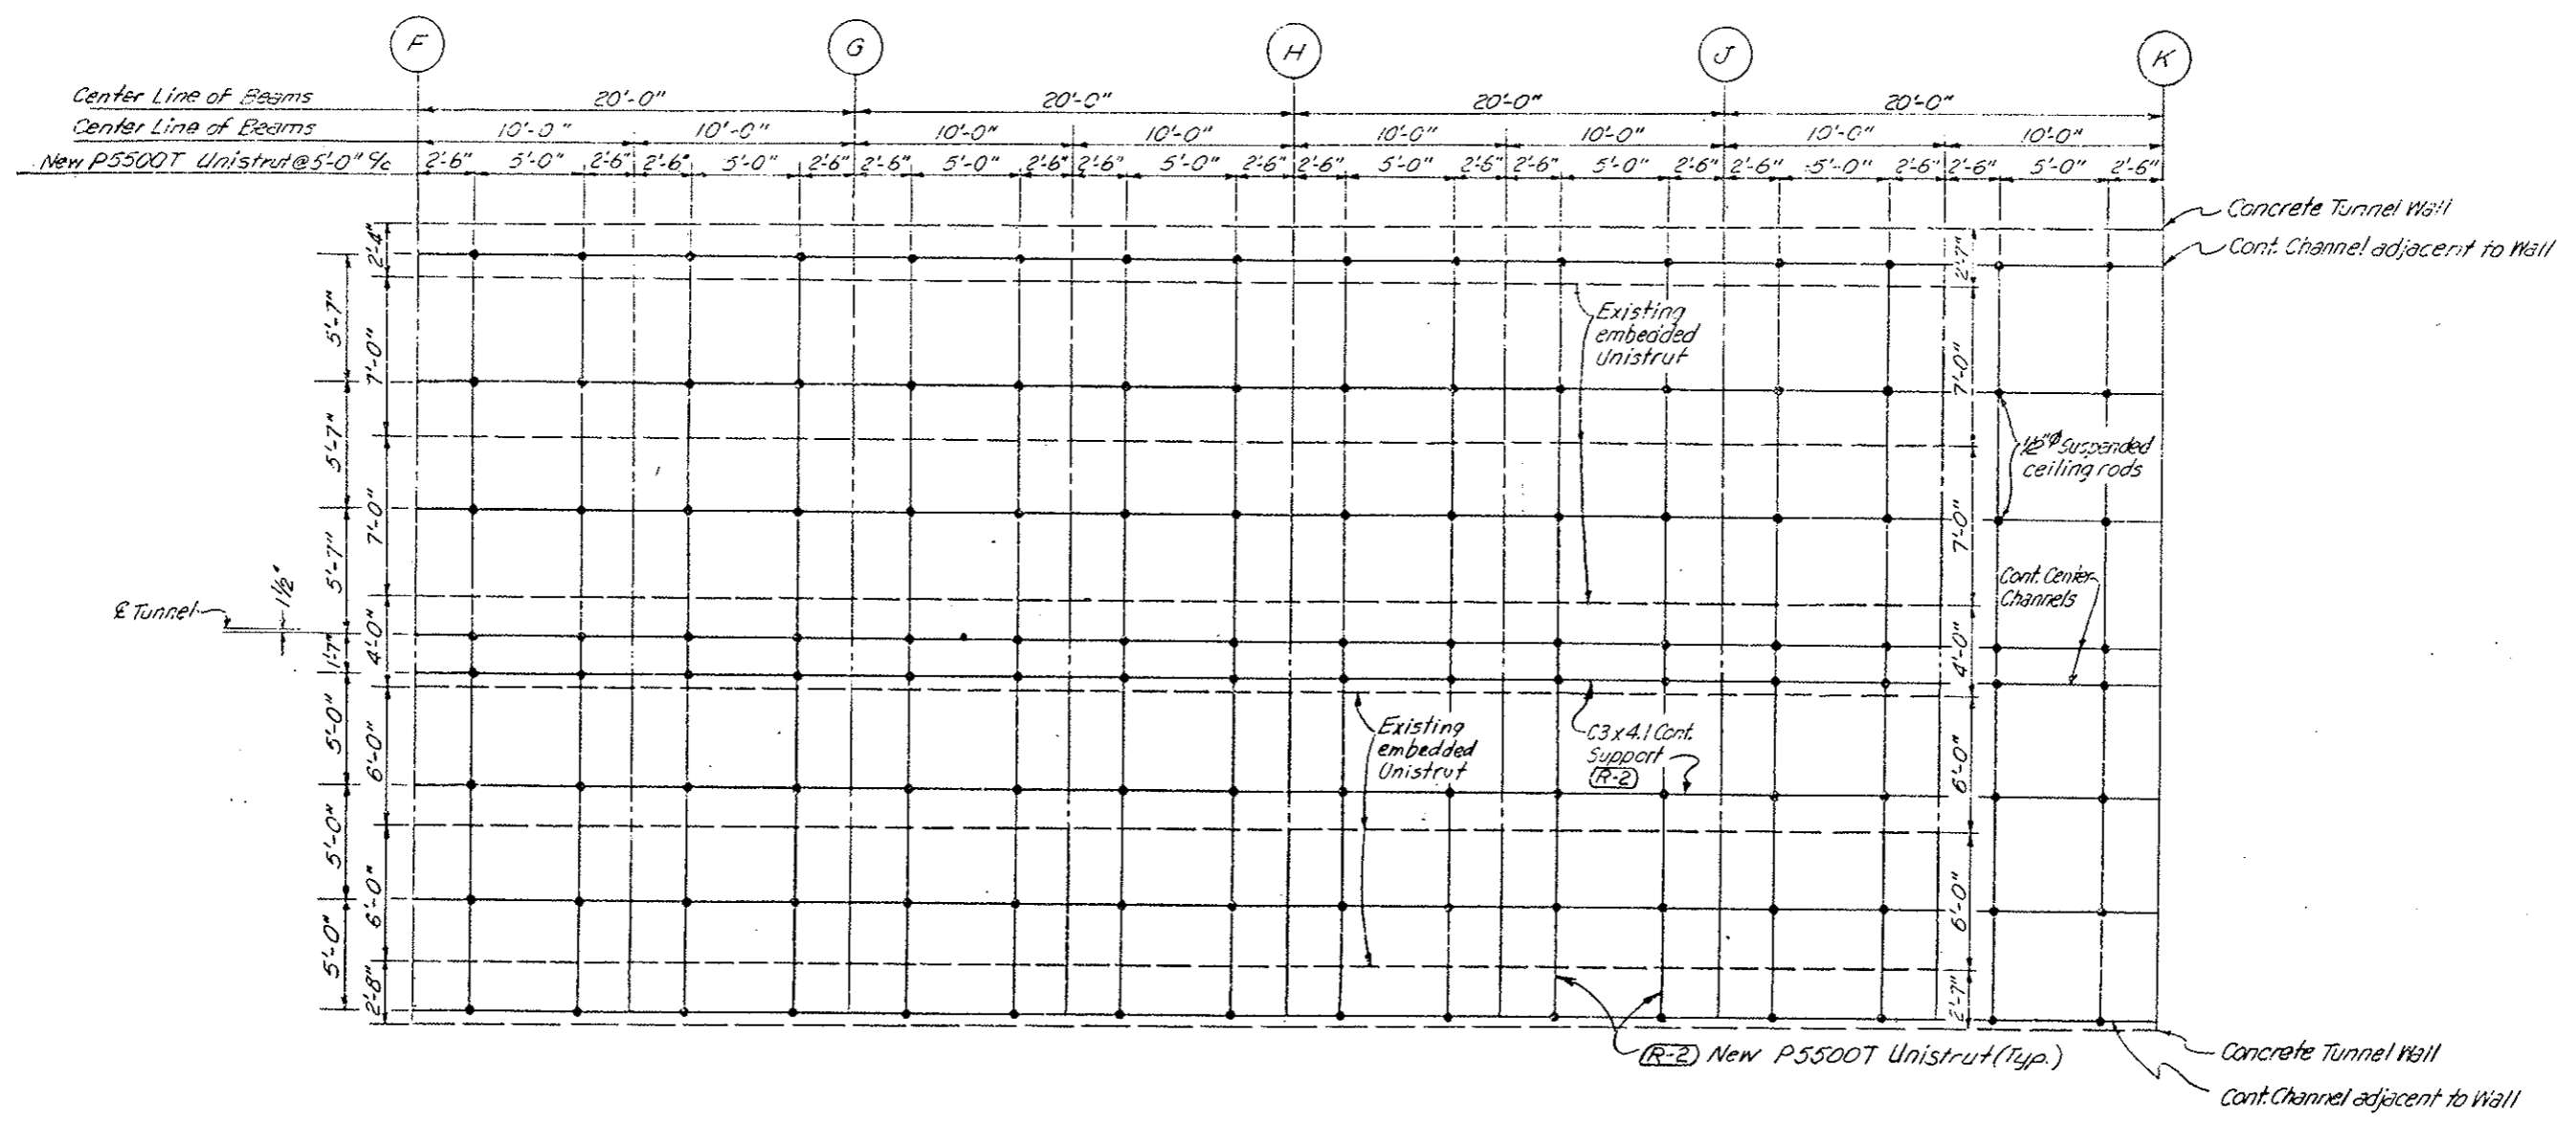 F G H J K
Center Line of Beams 20'-0" 20'-0" 20'-0" 20'-0"
Center Line of Beams 10'-0" 10'-0" 10'-0" 10'-0" 10'-0" 10'-0" 10'-0" 10'-0"
New P5500T Unistrut @ 5'-0" c/c 2'-6" 5'-0" 2'-6" 2'-6" 5'-0" 2'-6" 2'-6" 5'-0" 2'-6" 2'-6" 5'-0" 2'-6" 2'-6" 5'-0" 2'-6" 2'-6" 5'-0" 2'-6" 2'-6" 5'-0" 2'-6" 2'-6" 5'-0" 2'-6"
Concrete Tunnel Wall
Cont. Channel adjacent to Wall
2'-4"
7'-0"
7'-0"
4'-0"
6'-0"
6'-0"
2'-8"
5'-7"
5'-7"
5'-7"
1'-7"
5'-0"
5'-0"
5'-0"
1½"
℄ Tunnel
Existing
embedded
Unistrut
2'-7"
7'-0"
7'-0"
4'-0"
6'-0"
6'-0"
2'-7"
1/2"ø suspended
ceiling rods
Cont. Center
Channels
Existing
embedded
Unistrut
C3x4.1 Cont.
Support
R-2
R-2 New P5500T Unistrut (Typ.)
Concrete Tunnel Wall
Cont. Channel adjacent to Wall